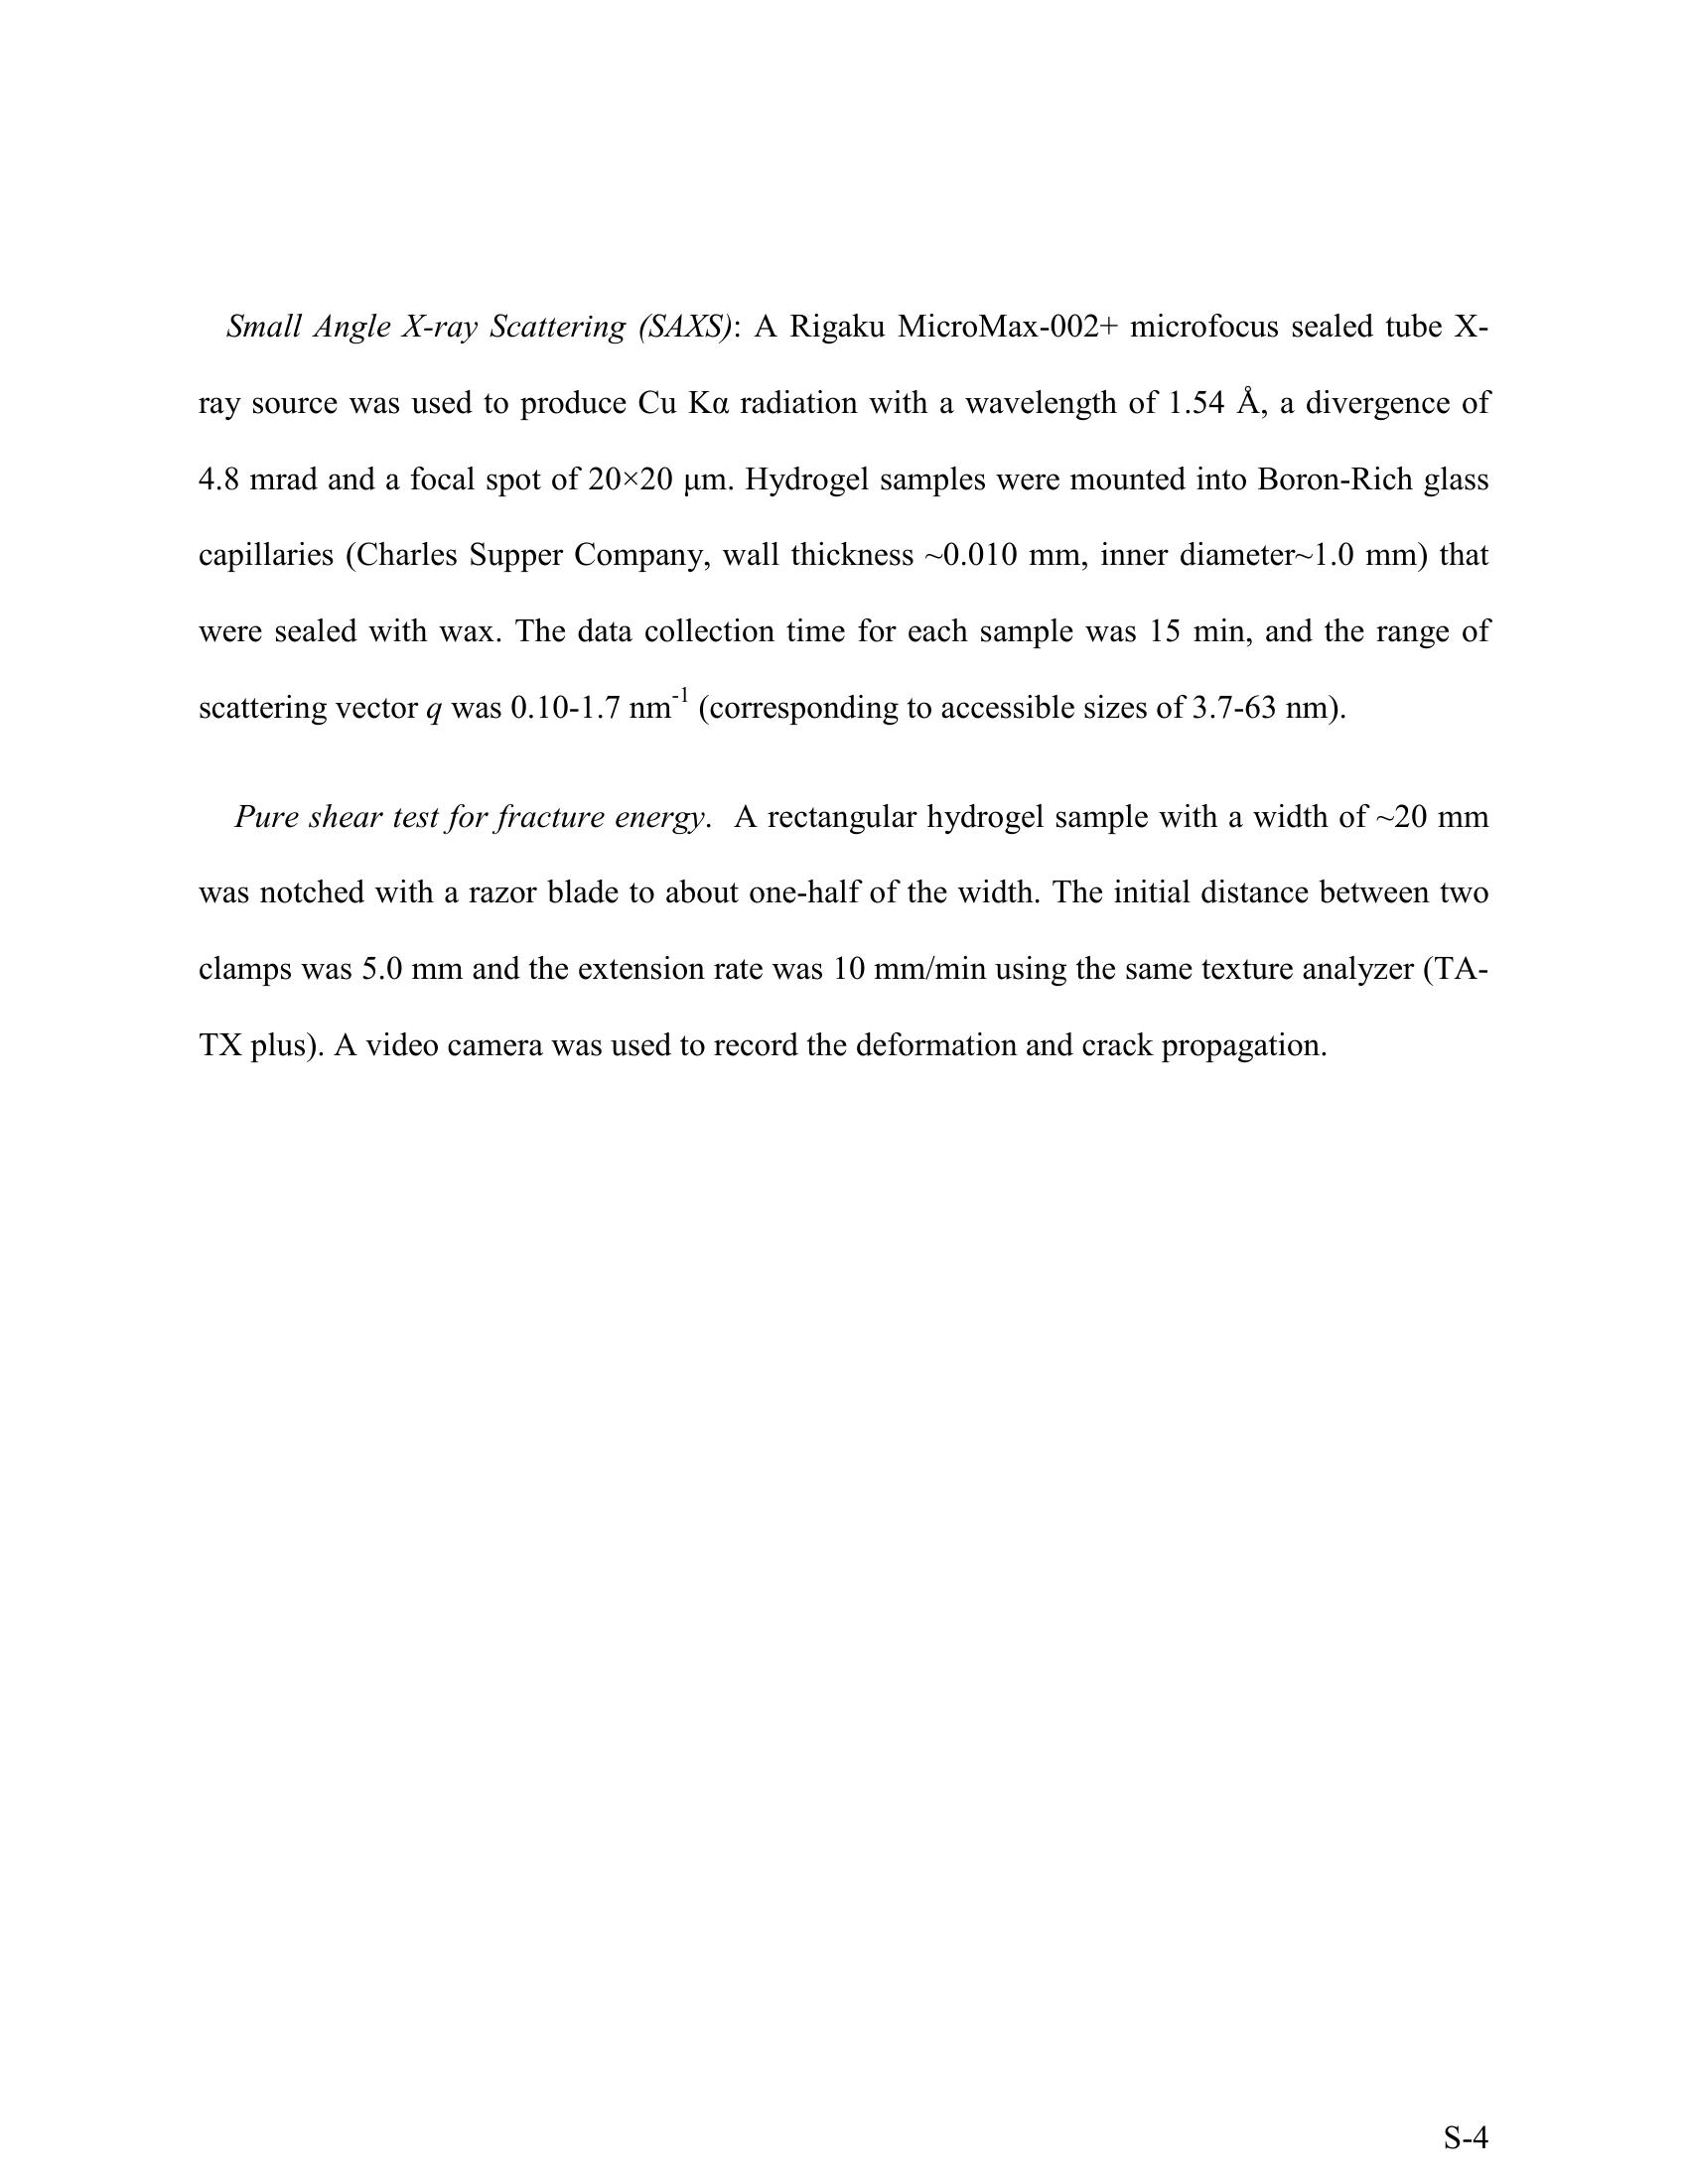 Small Angle X-ray Scattering (SAXS): A Rigaku MicroMax-002+ microfocus sealed tube X-
ray source was used to produce Cu Kα radiation with a wavelength of 1.54 Å, a divergence of
4.8 mrad and a focal spot of 20×20 μm. Hydrogel samples were mounted into Boron-Rich glass
capillaries (Charles Supper Company, wall thickness ~0.010 mm, inner diameter~1.0 mm) that
were sealed with wax. The data collection time for each sample was 15 min, and the range of
scattering vector q was 0.10-1.7 nm⁻¹ (corresponding to accessible sizes of 3.7-63 nm).
Pure shear test for fracture energy. A rectangular hydrogel sample with a width of ~20 mm
was notched with a razor blade to about one-half of the width. The initial distance between two
clamps was 5.0 mm and the extension rate was 10 mm/min using the same texture analyzer (TA-
TX plus). A video camera was used to record the deformation and crack propagation.
S-4